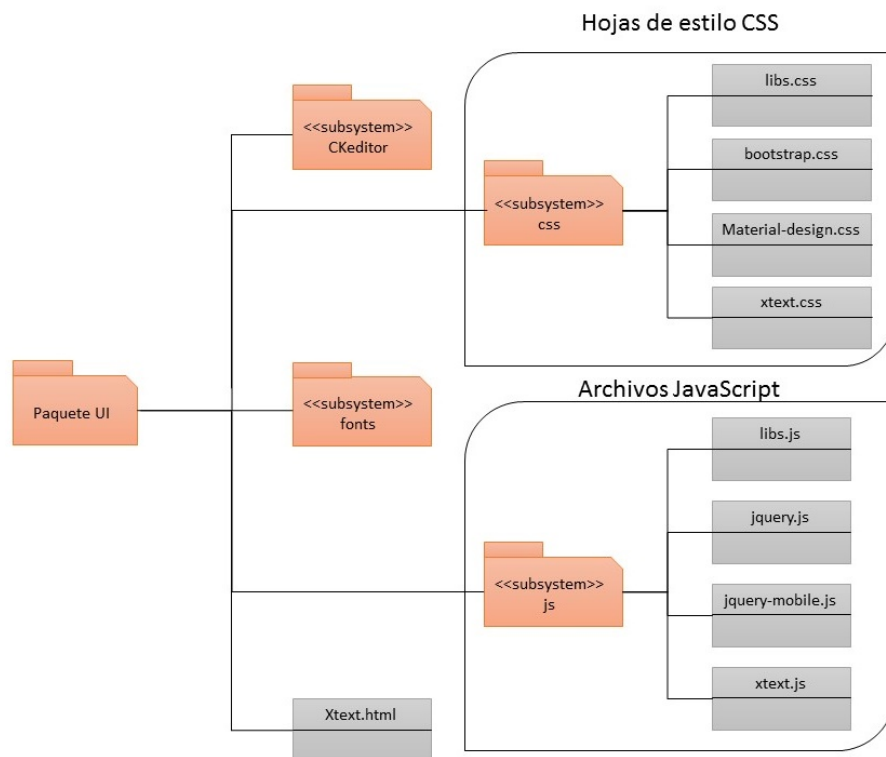 Hojas de estilo CSS
<<subsystem>>
CKeditor
<<subsystem>>
css
libs.css
bootstrap.css
Material-design.css
xtext.css
Paquete UI
<<subsystem>>
fonts
Archivos JavaScript
<<subsystem>>
js
libs.js
jquery.js
jquery-mobile.js
xtext.js
Xtext.html